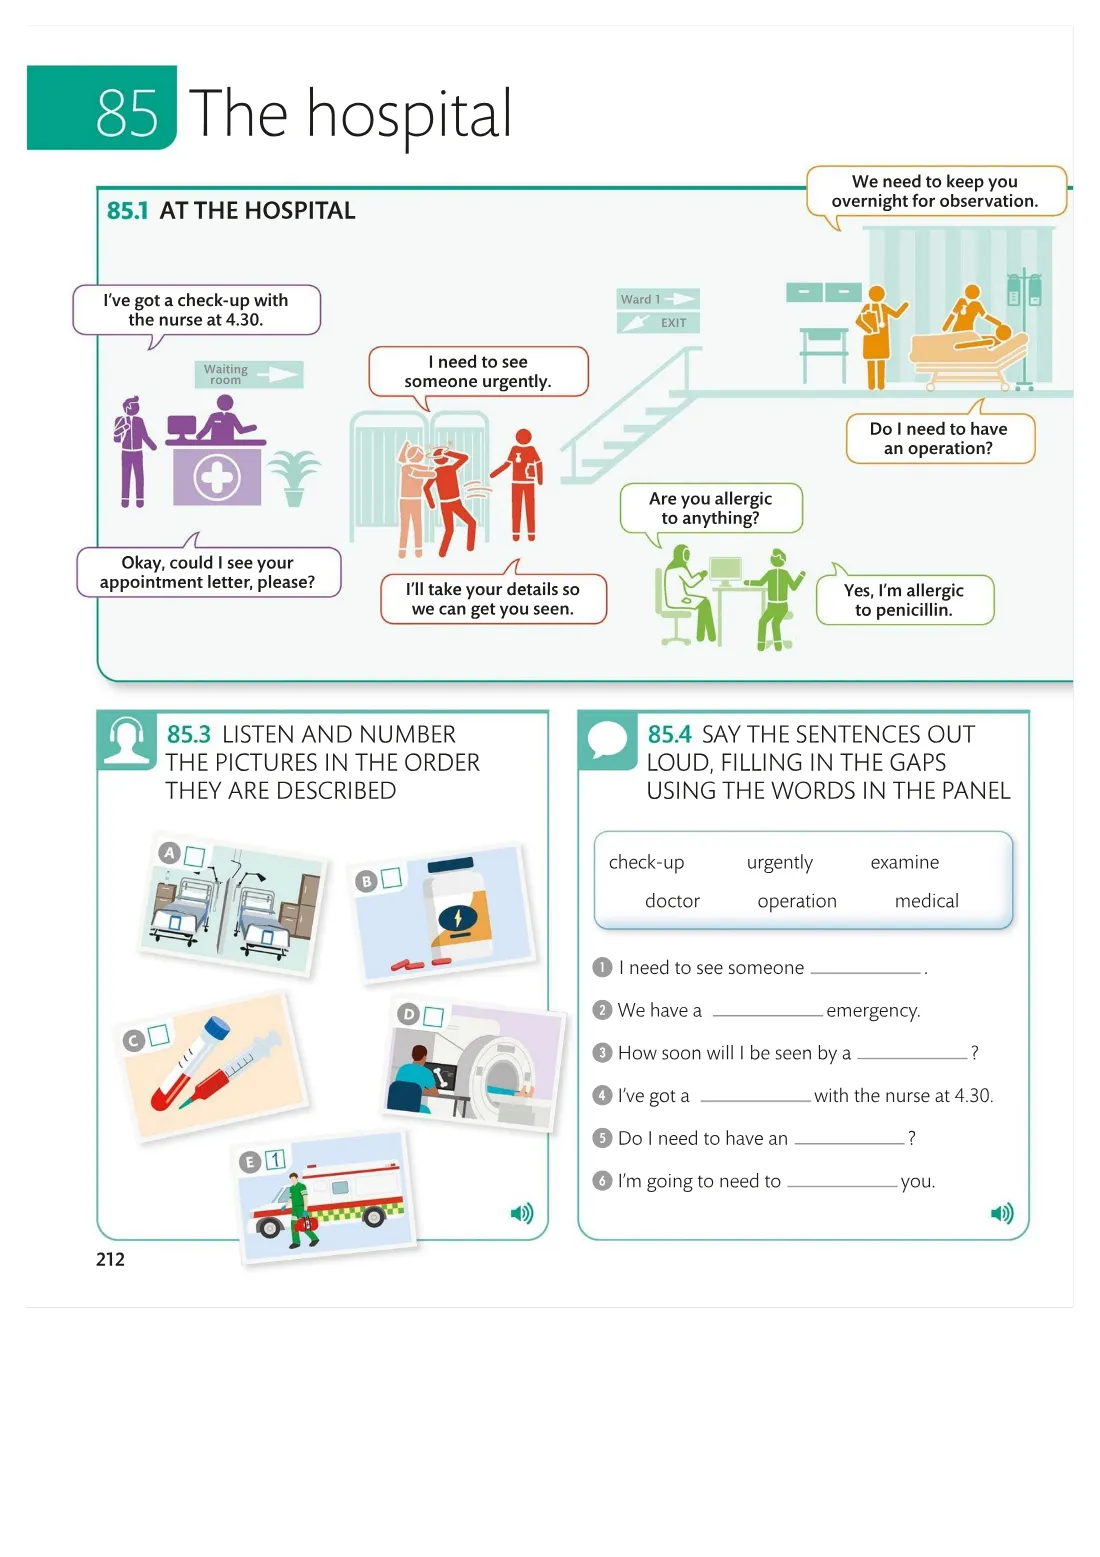 85 The hospital
85.1 AT THE HOSPITAL
We need to keep you
overnight for observation.
I've got a check-up with
the nurse at 4.30.
Waiting
room
I need to see
someone urgently.
Ward 1
EXIT
Do I need to have
an operation?
Are you allergic
to anything?
Okay, could I see your
appointment letter, please?
I'll take your details so
we can get you seen.
Yes, I'm allergic
to penicillin.
85.3 LISTEN AND NUMBER
THE PICTURES IN THE ORDER
THEY ARE DESCRIBED
A
B
C
D
E 1
85.4 SAY THE SENTENCES OUT
LOUD, FILLING IN THE GAPS
USING THE WORDS IN THE PANEL
check-up urgently examine
doctor operation medical
1 I need to see someone ____________ .
2 We have a ____________ emergency.
3 How soon will I be seen by a ____________ ?
4 I've got a ____________ with the nurse at 4.30.
5 Do I need to have an ____________ ?
6 I'm going to need to ____________ you.
212